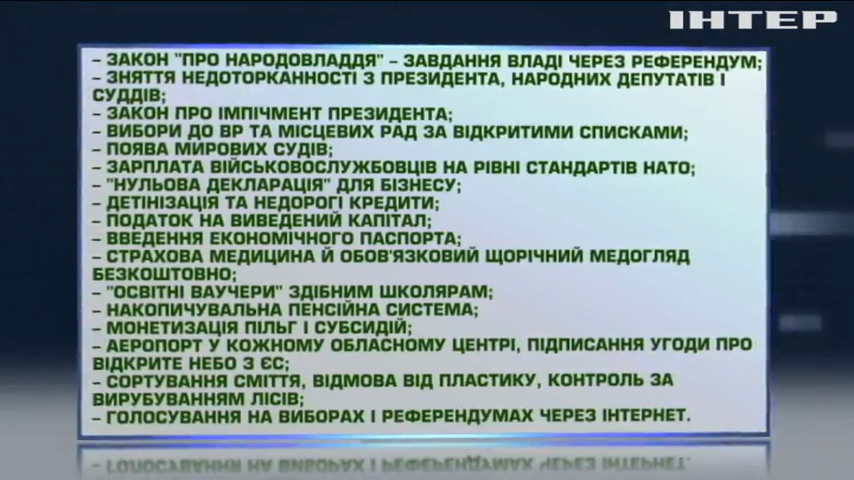 ІНТЕР
– ЗАКОН "ПРО НАРОДОВЛАДДЯ" – ЗАВДАННЯ ВЛАДІ ЧЕРЕЗ РЕФЕРЕНДУМ;
– ЗНЯТТЯ НЕДОТОРКАННОСТІ З ПРЕЗИДЕНТА, НАРОДНИХ ДЕПУТАТІВ І
СУДДІВ;
– ЗАКОН ПРО ІМПІЧМЕНТ ПРЕЗИДЕНТА;
– ВИБОРИ ДО ВР ТА МІСЦЕВИХ РАД ЗА ВІДКРИТИМИ СПИСКАМИ;
– ПОЯВА МИРОВИХ СУДІВ;
– ЗАРПЛАТА ВІЙСЬКОВОСЛУЖБОВЦІВ НА РІВНІ СТАНДАРТІВ НАТО;
– "НУЛЬОВА ДЕКЛАРАЦІЯ" ДЛЯ БІЗНЕСУ;
– ДЕТІНІЗАЦІЯ ТА НЕДОРОГІ КРЕДИТИ;
– ПОДАТОК НА ВИВЕДЕНИЙ КАПІТАЛ;
– ВВЕДЕННЯ ЕКОНОМІЧНОГО ПАСПОРТА;
– СТРАХОВА МЕДИЦИНА Й ОБОВ'ЯЗКОВИЙ ЩОРІЧНИЙ МЕДОГЛЯД
БЕЗКОШТОВНО;
– "ОСВІТНІ ВАУЧЕРИ" ЗДІБНИМ ШКОЛЯРАМ;
– НАКОПИЧУВАЛЬНА ПЕНСІЙНА СИСТЕМА;
– МОНЕТИЗАЦІЯ ПІЛЬГ І СУБСИДІЙ;
– АЕРОПОРТ У КОЖНОМУ ОБЛАСНОМУ ЦЕНТРІ, ПІДПИСАННЯ УГОДИ ПРО
ВІДКРИТЕ НЕБО З ЄС;
– СОРТУВАННЯ СМІТТЯ, ВІДМОВА ВІД ПЛАСТИКУ, КОНТРОЛЬ ЗА
ВИРУБУВАННЯМ ЛІСІВ;
– ГОЛОСУВАННЯ НА ВИБОРАХ І РЕФЕРЕНДУМАХ ЧЕРЕЗ ІНТЕРНЕТ.